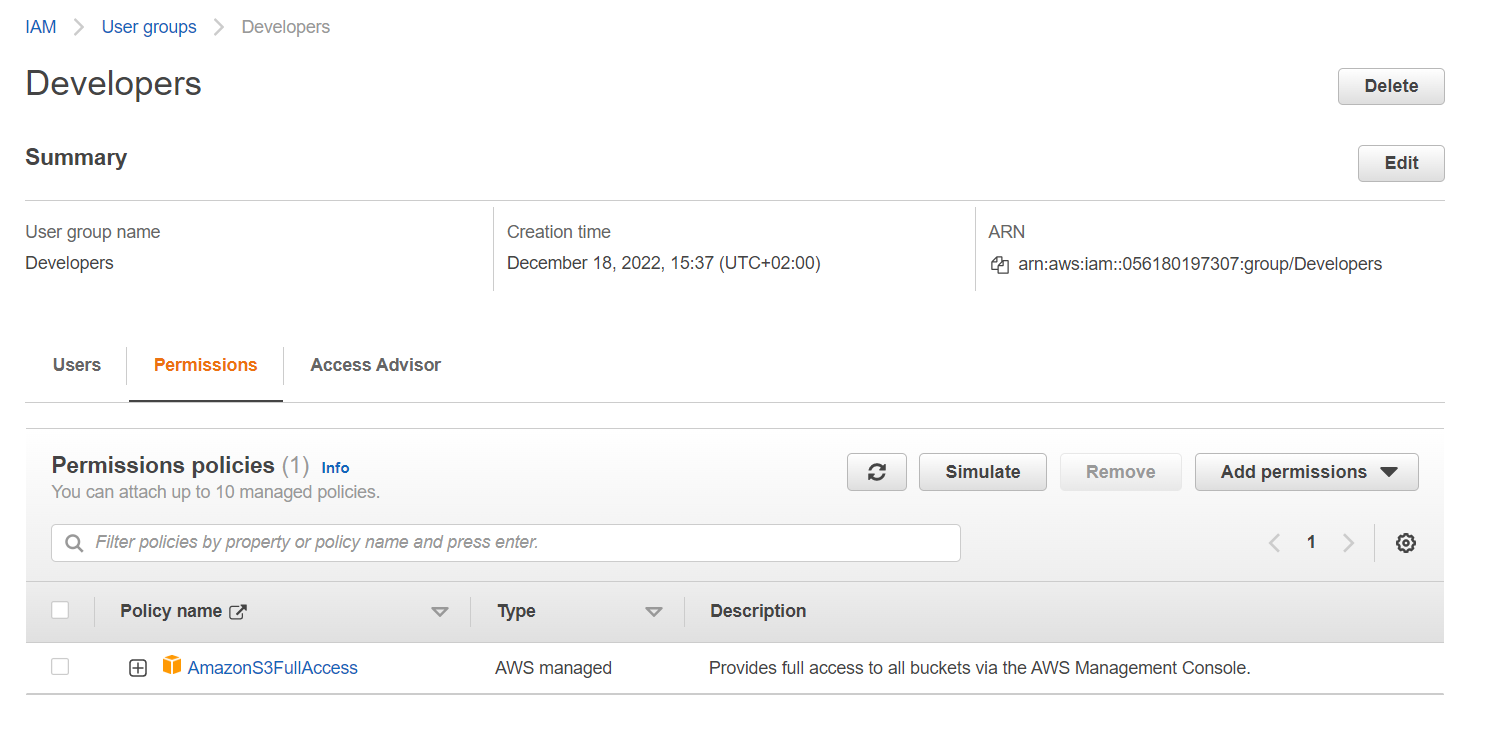 IAM > User groups > Developers
Developers
Delete
Summary
Edit
User group name
Creation time
ARN
Developers
December 18, 2022, 15:37 (UTC+02:00)
arn:aws:iam::056180197307:group/Developers
Users
Permissions
Access Advisor
Permissions policies (1) Info
You can attach up to 10 managed policies.
Simulate
Remove
Add permissions
Filter policies by property or policy name and press enter.
1
Policy name
Type
Description
AmazonS3FullAccess
AWS managed
Provides full access to all buckets via the AWS Management Console.